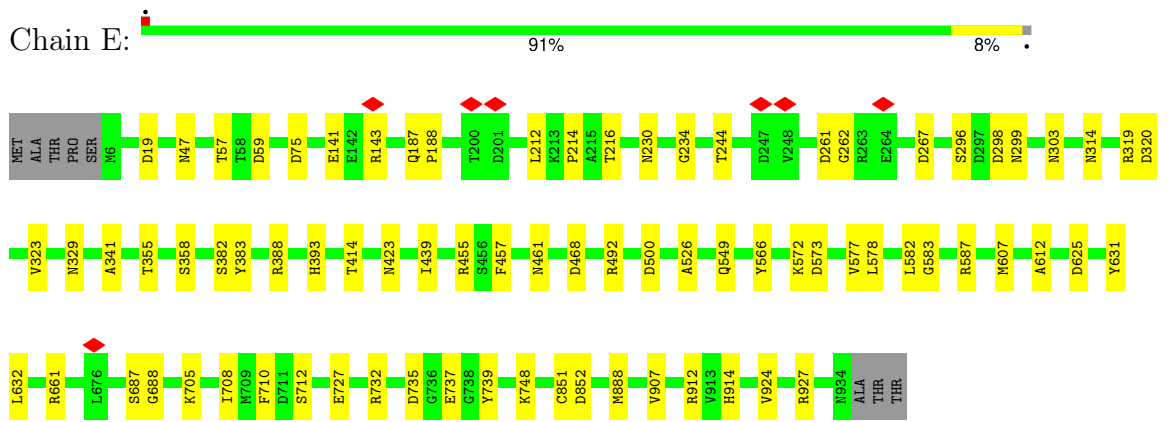 Chain E:
91% 8%
MET ALA THR PRO SER M6 D19 N47 T57 T58 D59 D75 E141 E142 R143 Q187 P188 T200 D201 L212 K213 P214 A215 T216 N230 G234 T244 D247 V248 D261 G262 R263 E264 D267 S296 D297 D298 N299 N303 N314 R319 D320
V323 N329 A341 T355 S358 S382 Y383 R388 H393 T414 N423 I439 R455 S456 F457 N461 D468 R492 D500 A526 Q549 Y566 K572 D573 V577 L578 L582 G583 R587 M607 A612 D625 Y631
L632 R661 L676 S687 G688 K705 I708 M709 F710 D711 S712 E727 R732 D735 G736 E737 G738 Y739 K748 C851 D852 M888 V907 R912 V913 H914 V924 R927 N934 ALA THR THR